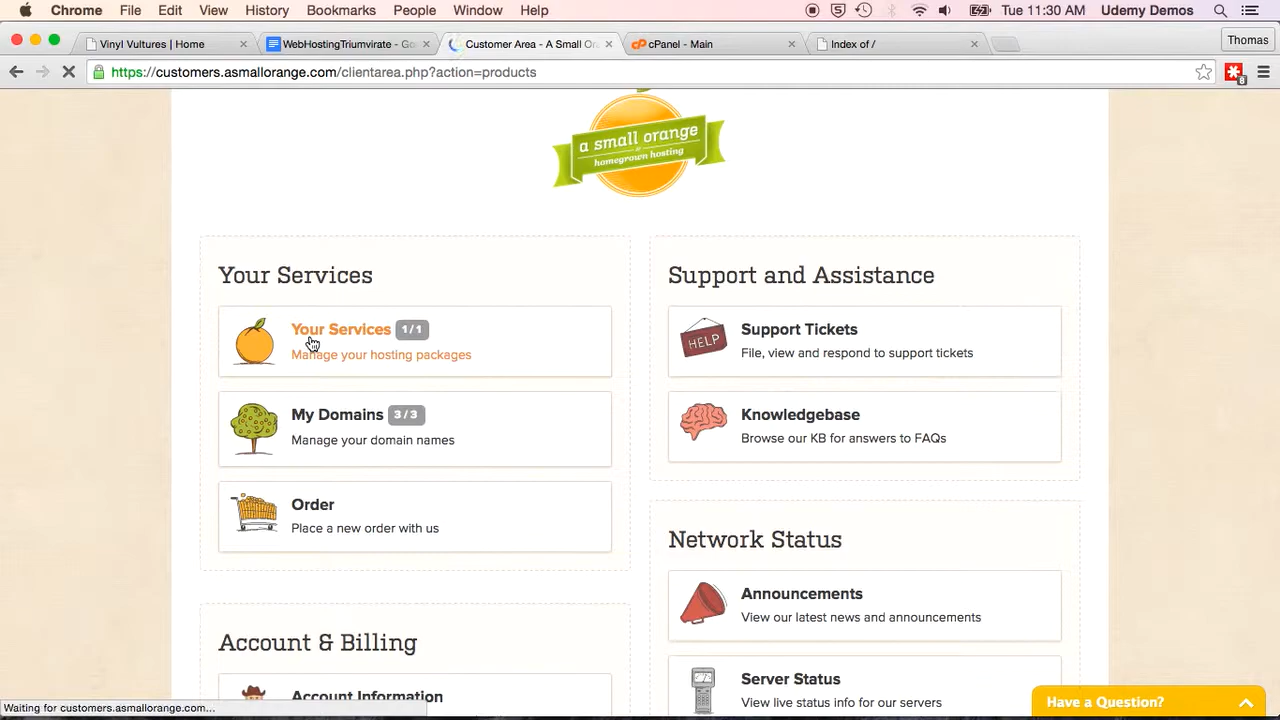 Chrome File Edit View History Bookmarks People Window Help
5
Tue 11:30 AM Udemy Demos
Vinyl Vultures | Home
WebHostingTriumvirate - Go
Customer Area - A Small Or
cPanel - Main
Index of /
Thomas
https://customers.asmallorange.com/clientarea.php?action=products
a small orange
homegrown hosting
Your Services
Your Services 1/1
Manage your hosting packages
My Domains 3/3
Manage your domain names
Order
Place a new order with us
Account & Billing
Account Information
Support and Assistance
HELP
Support Tickets
File, view and respond to support tickets
Knowledgebase
Browse our KB for answers to FAQs
Network Status
Announcements
View our latest news and announcements
Server Status
View live status info for our servers
Have a Question?
Waiting for customers.asmallorange.com...